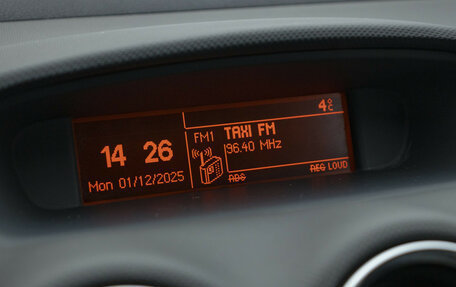 4°C
FM1 TAXI FM
96.40 MHz
14 26
Mon 01/12/2025
RDS REG LOUD